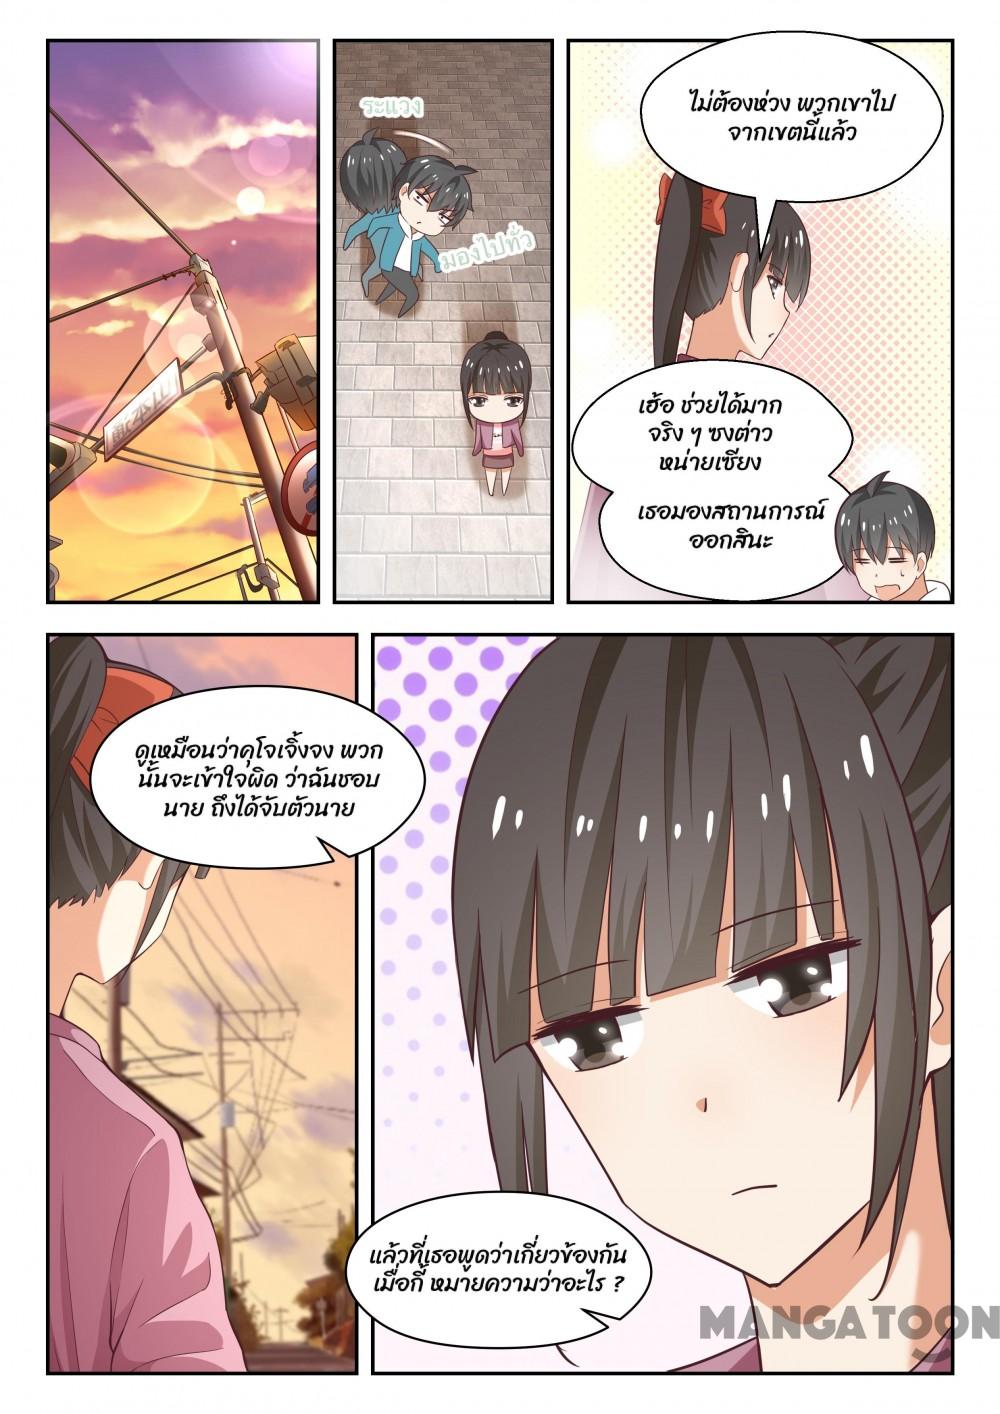 ระแวง
มองไปทั่ว
ไม่ต้องห่วง พวกเขาไป
จากเขตนี้แล้ว
เฮ้อ ช่วยได้มาก
จริง ๆ ซงต่าว
หน่ายเซียง
เธอมองสถานการณ์
ออกสินะ
ดูเหมือนว่าคุโจเจิ้งจง พวก
นั้นจะเข้าใจผิด ว่าฉันชอบ
นาย ถึงได้จับตัวนาย
แล้วที่เธอพูดว่าเกี่ยวข้องกัน
เมื่อกี้ หมายความว่าอะไร ?
MANGATOON